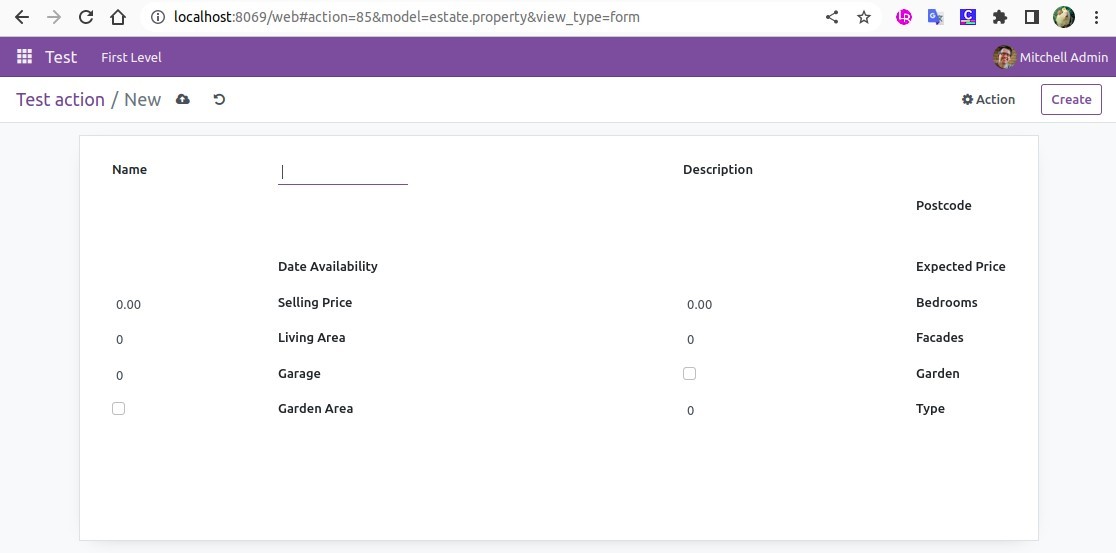 localhost:8069/web#action=85&model=estate.property&view_type=form
Test First Level Mitchell Admin
Test action / New Action Create
Name Description
Postcode
Date Availability Expected Price
0.00 Selling Price 0.00 Bedrooms
0 Living Area 0 Facades
0 Garage Garden
Garden Area 0 Type